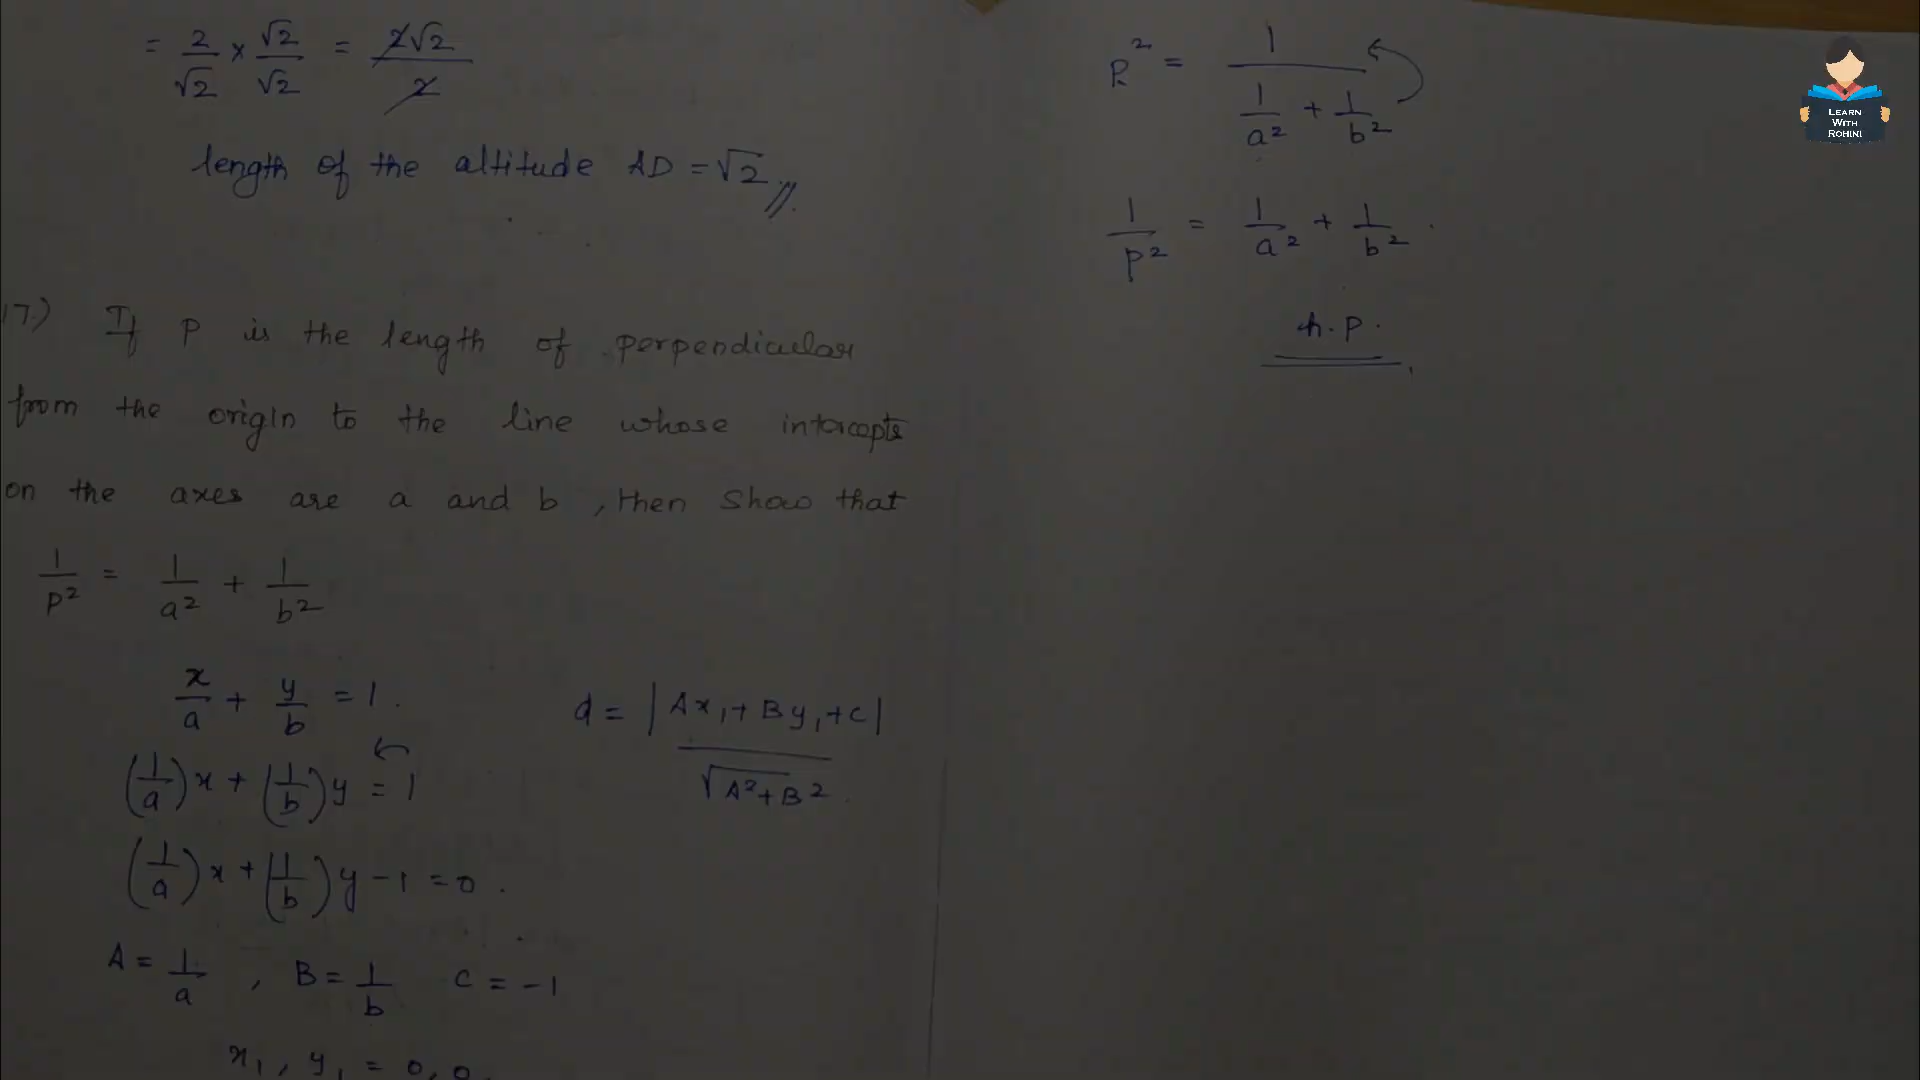 = 2/√2 × √2/√2 = 2√2/2
length of the altitude AD = √2 //.
17.) If P is the length of perpendicular
from the origin to the line whose intercepts
on the axes are a and b , then show that
1/p² = 1/a² + 1/b²
x/a + y/b = 1.
(1/a)x + (1/b)y = 1
(1/a)x + (1/b)y - 1 = 0.
A = 1/a , B = 1/b C = -1
x₁, y₁ = 0, 0.
d = |Ax₁ + By₁ + C| / √A²+B²
P² = 1 / (1/a² + 1/b²)
1/p² = 1/a² + 1/b².
h.p.
LEARN
WITH
ROHINI